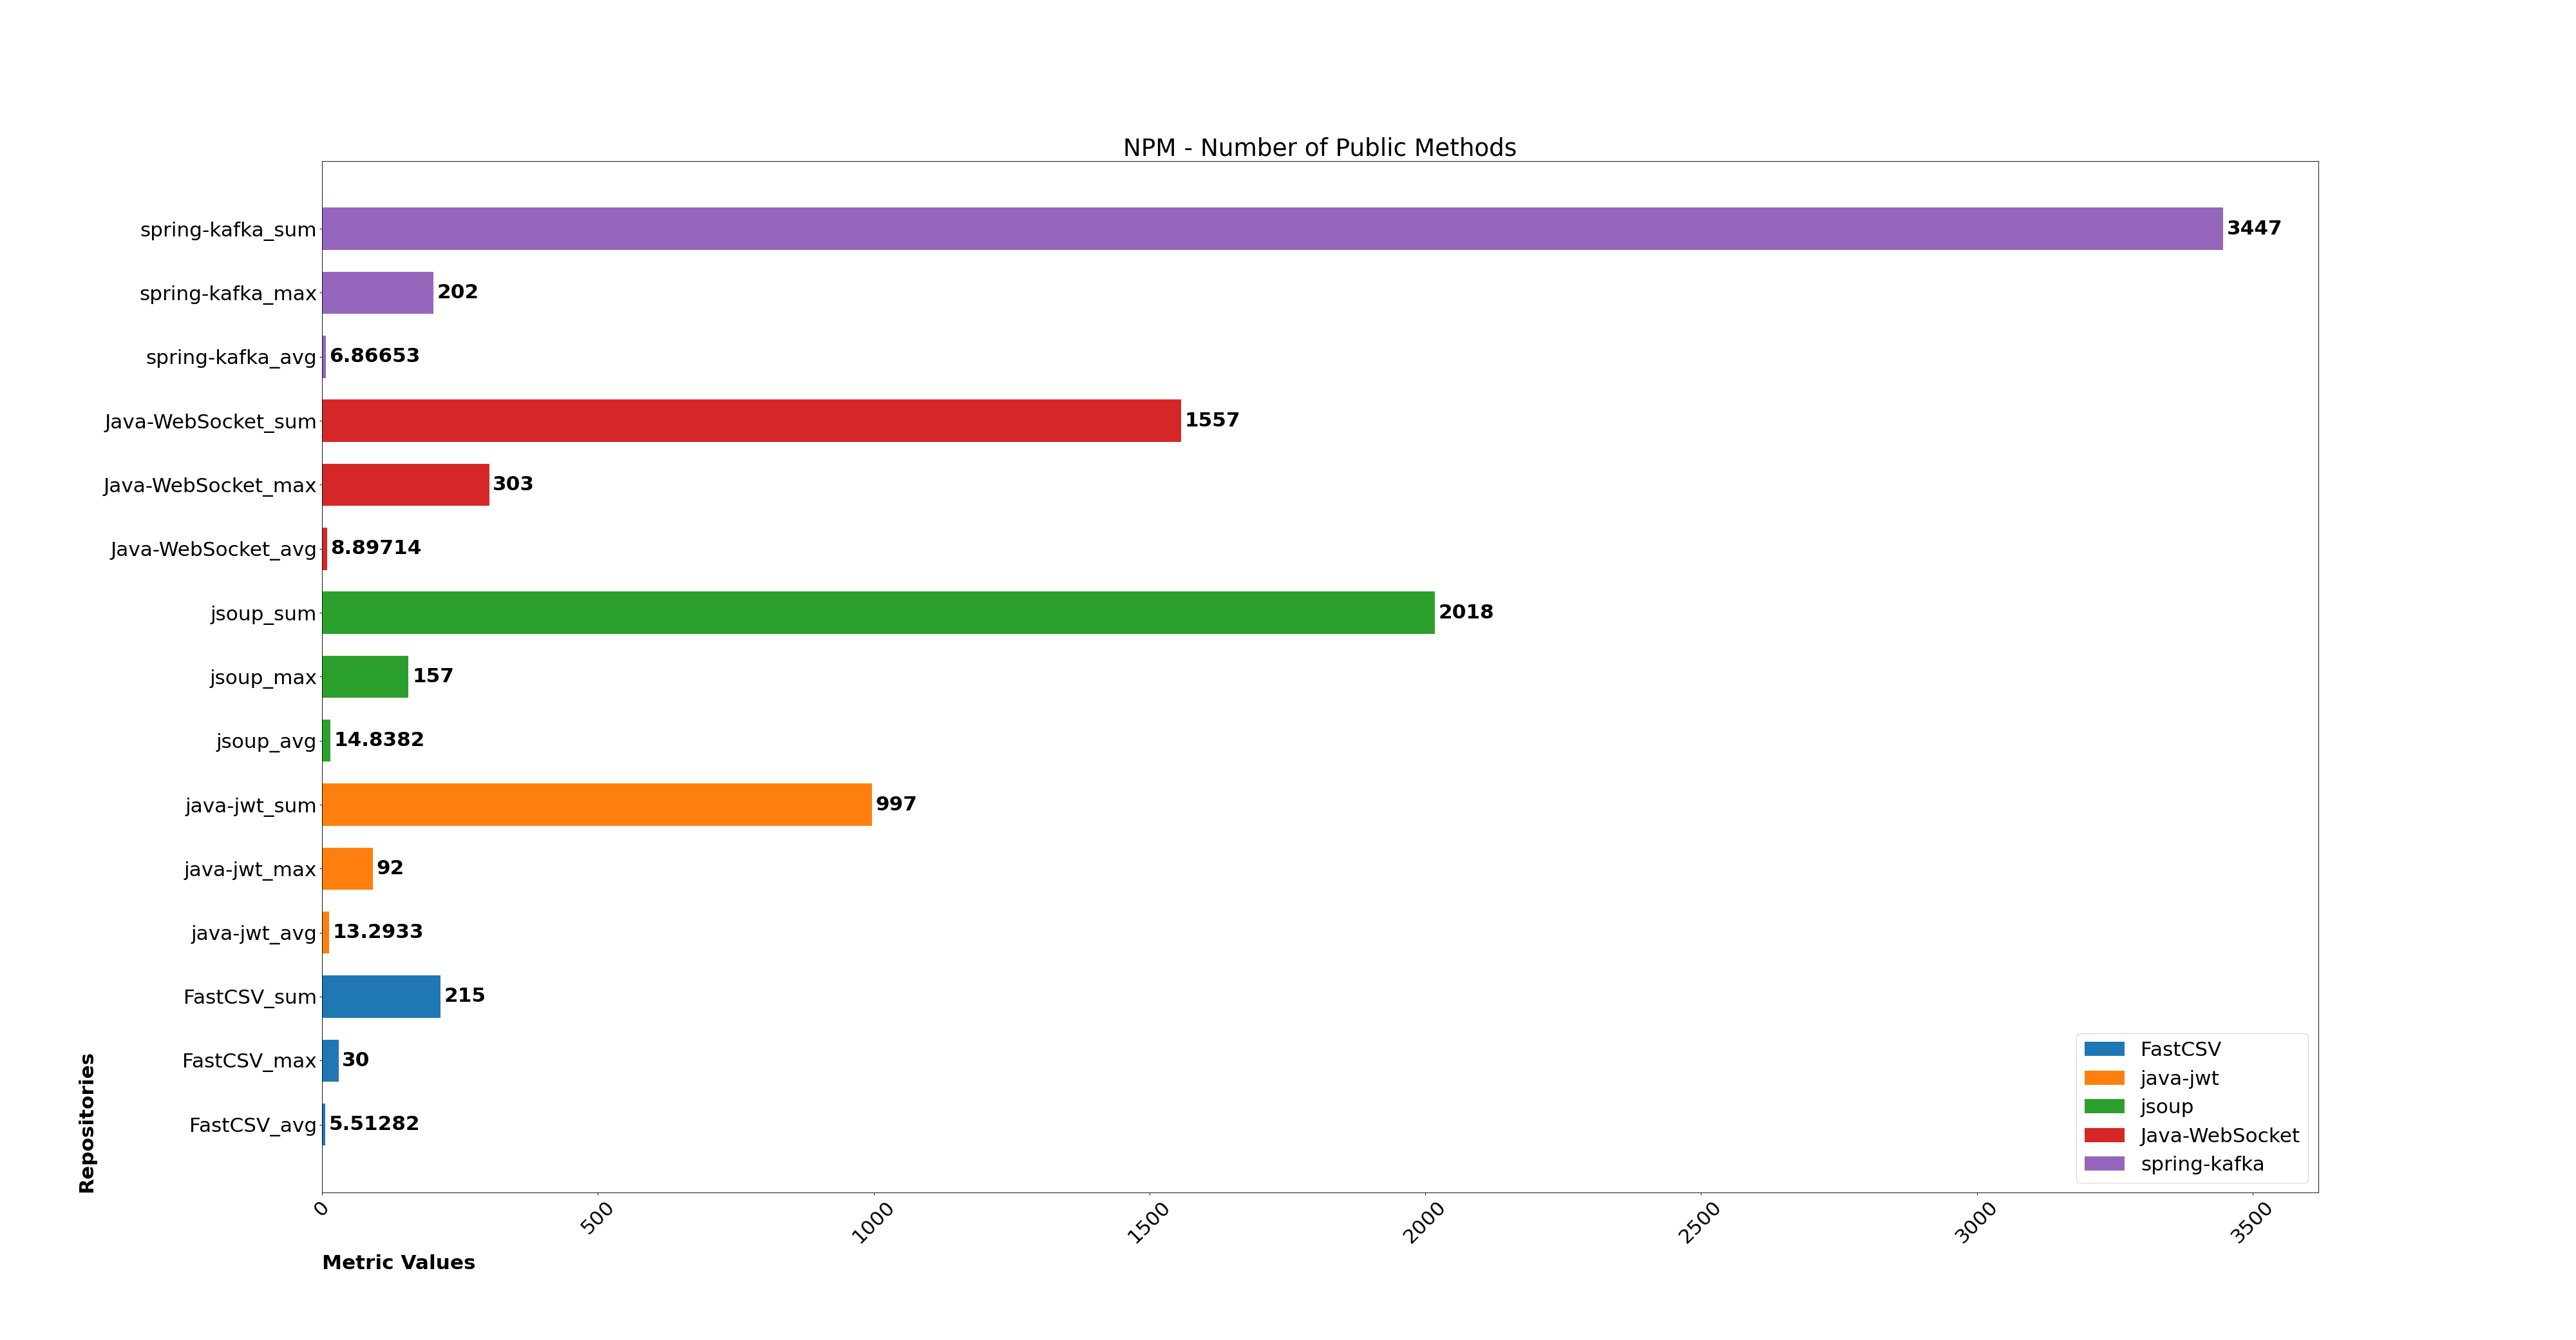 NPM - Number of Public Methods
spring-kafka_sum 3447
spring-kafka_max 202
spring-kafka_avg 6.86653
Java-WebSocket_sum 1557
Java-WebSocket_max 303
Java-WebSocket_avg 8.89714
jsoup_sum 2018
jsoup_max 157
jsoup_avg 14.8382
java-jwt_sum 997
java-jwt_max 92
java-jwt_avg 13.2933
FastCSV_sum 215
FastCSV_max 30
FastCSV_avg 5.51282
Repositories
FastCSV
java-jwt
jsoup
Java-WebSocket
spring-kafka
0 500 1000 1500 2000 2500 3000 3500
Metric Values